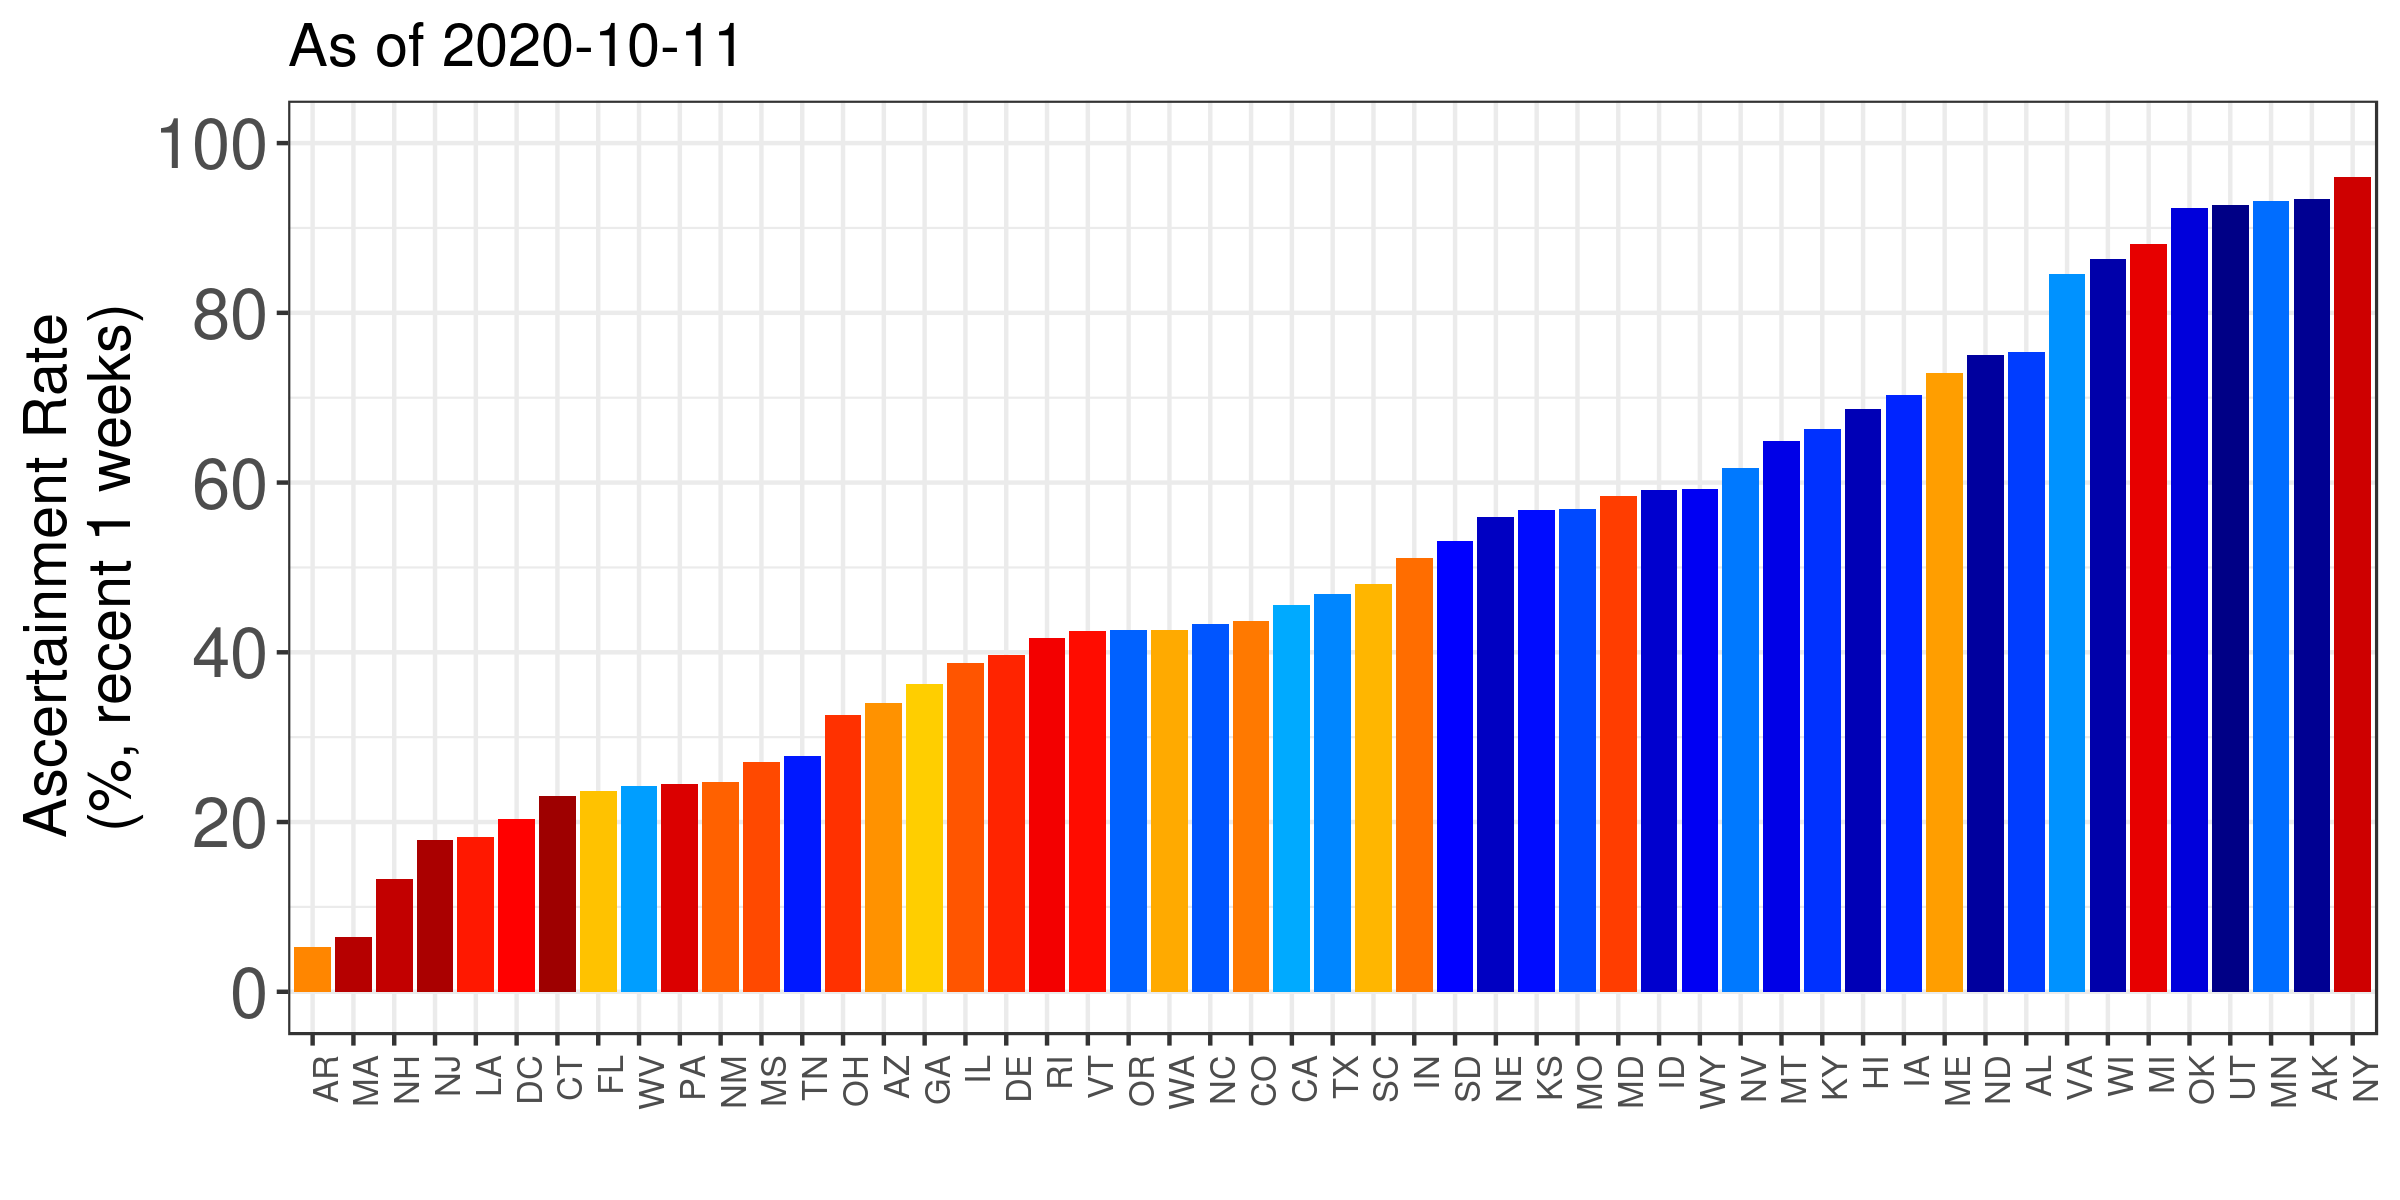 As of 2020-10-11
Ascertainment Rate
(%, recent 1 weeks)
100
80
60
40
20
0
AR MA NH NJ LA DC CT FL WV PA NM MS TN OH AZ GA IL DE RI VT OR WA NC CO CA TX SC IN SD NE KS MO MD ID WY NV MT KY HI IA ME ND AL VA WI MI OK UT MN AK NY